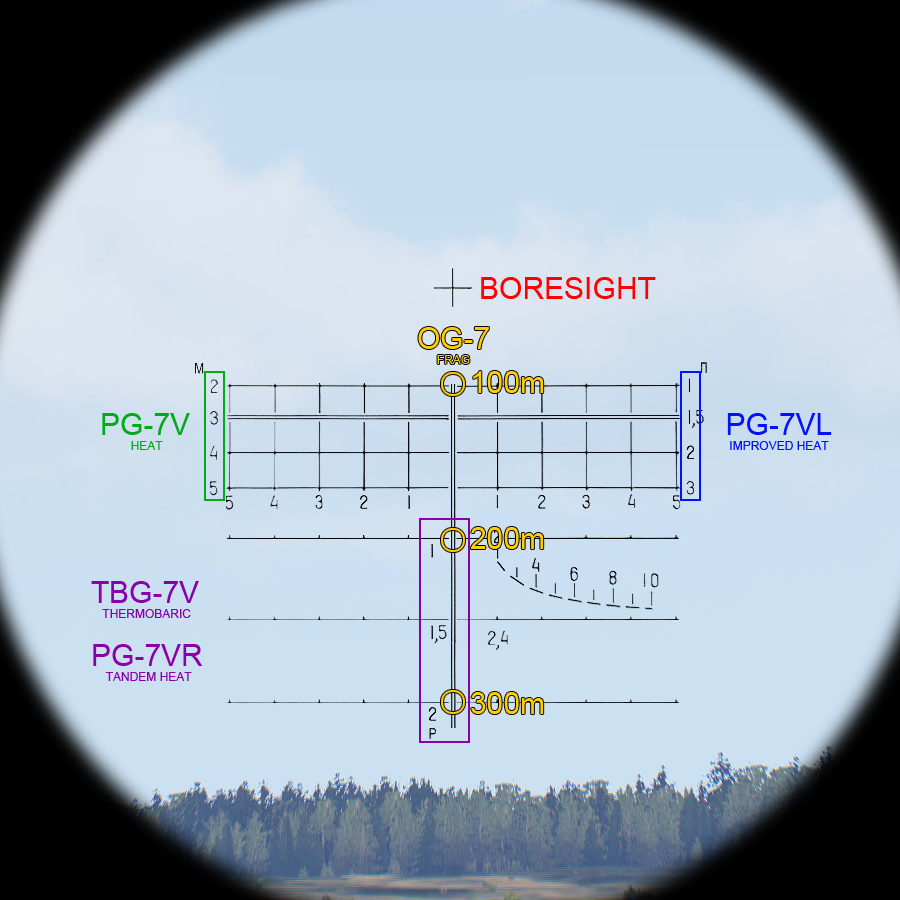 BORESIGHT
OG-7
FRAG
100m
М
Л
2
1
3
1,5
4
2
5
3
PG-7V
HEAT
PG-7VL
IMPROVED HEAT
5 4 3 2 1 1 2 3 4 5
200m
1
4 6 8 10
TBG-7V
THERMOBARIC
1,5
2,4
PG-7VR
TANDEM HEAT
300m
2
Р